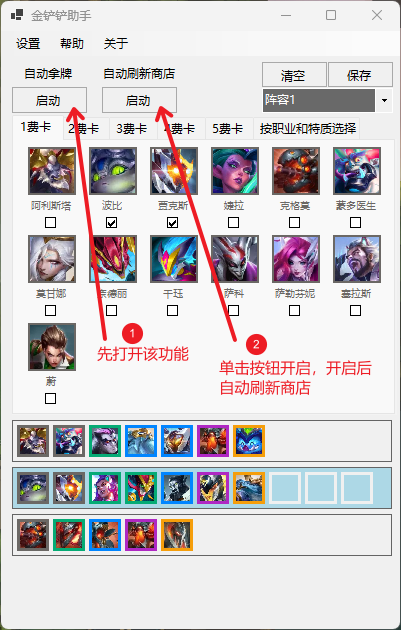 金铲铲助手
设置 帮助 关于
自动拿牌 自动刷新商店 清空 保存
启动 启动 阵容1
1费卡 2费卡 3费卡 4费卡 5费卡 按职业和特质选择
阿利斯塔 波比 贾克斯 婕拉 克格莫 蒙多医生
莫甘娜 奈德丽 千珏 萨科 萨勒芬妮 塞拉斯
蔚
1
先打开该功能
2
单击按钮开启，开启后
自动刷新商店